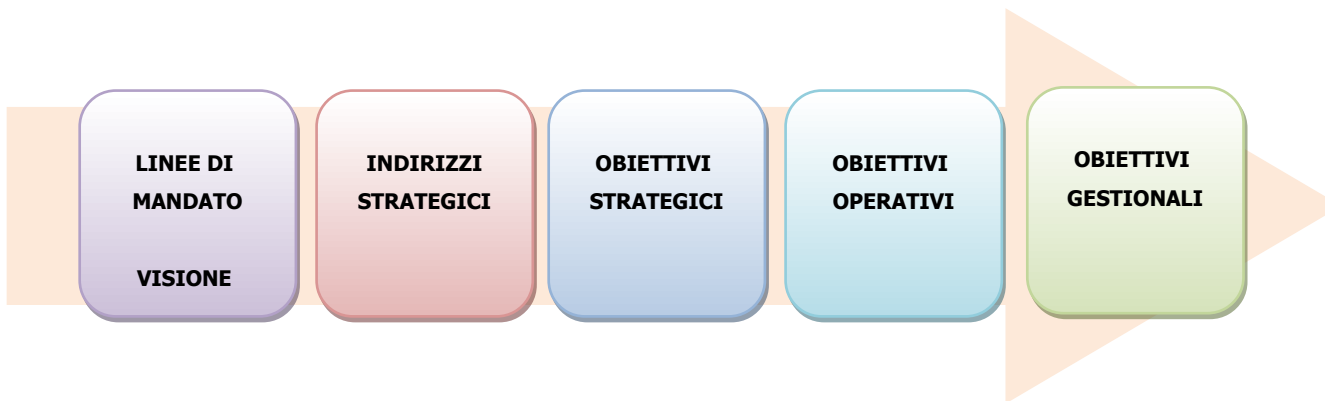 LINEE DI
MANDATO
VISIONE
INDIRIZZI
STRATEGICI
OBIETTIVI
STRATEGICI
OBIETTIVI
OPERATIVI
OBIETTIVI
GESTIONALI